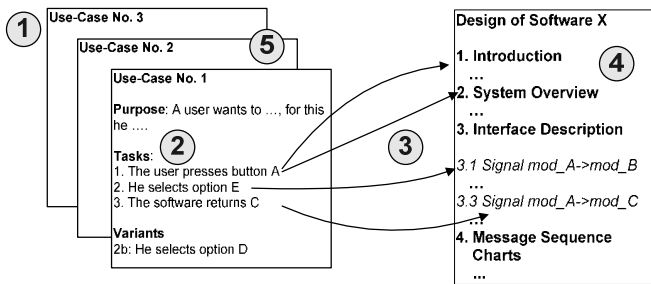 1
Use-Case No. 3
Use-Case No. 2
5
Use-Case No. 1
Purpose: A user wants to …, for this
he ….
2
Tasks:
1. The user presses button A
2. He selects option E
3. The software returns C
Variants
2b: He selects option D
3
Design of Software X
1. Introduction
...
4
2. System Overview
...
3. Interface Description
3.1 Signal mod_A->mod_B
...
3.3 Signal mod_A->mod_C
...
4. Message Sequence
Charts
...